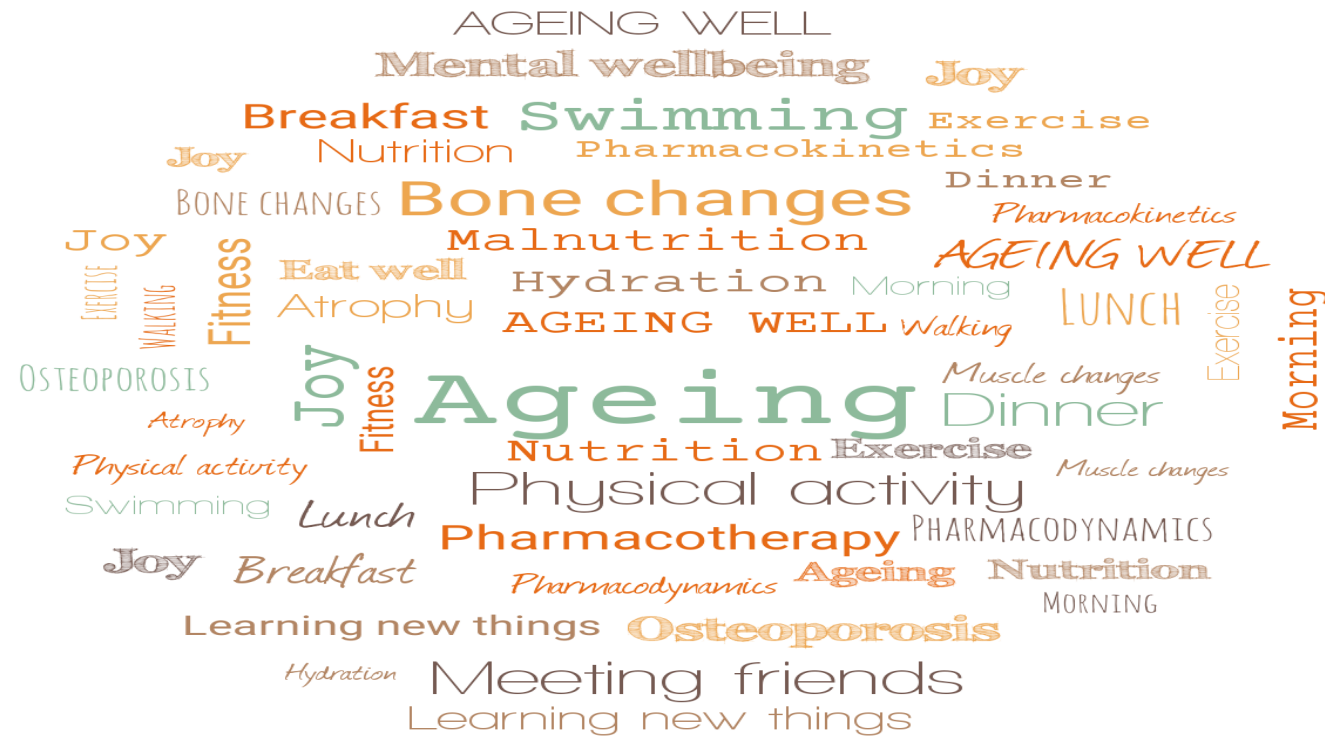 AGEING WELL
Mental wellbeing
Joy
Breakfast
Swimming
Exercise
Joy
Nutrition
Pharmacokinetics
Dinner
BONE CHANGES
Bone changes
Pharmacokinetics
Joy
Fitness
Malnutrition
AGEING WELL
EXERCISE
WALKING
Eat well
Hydration
Morning
LUNCH
Exercise
Morning
Atrophy
AGEING WELL
Walking
OSTEOPOROSIS
Joy
Fitness
Ageing
Muscle changes
Dinner
Atrophy
Nutrition
Exercise
Physical activity
Muscle changes
Swimming
Lunch
Physical activity
Pharmacotherapy
PHARMACODYNAMICS
Joy
Breakfast
Pharmacodynamics
Ageing
Nutrition
MORNING
Learning new things
Osteoporosis
Hydration
Meeting friends
Learning new things